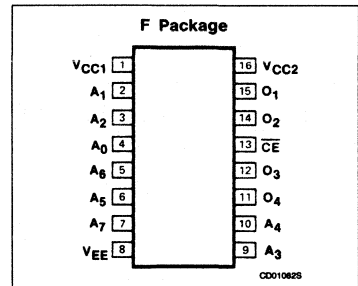 F Package
VCC1 1 16 VCC2
A1 2 15 O1
A2 3 14 O2
A0 4 13 C̅E̅
A6 5 12 O3
A5 6 11 O4
A7 7 10 A4
VEE 8 9 A3
CD01082S